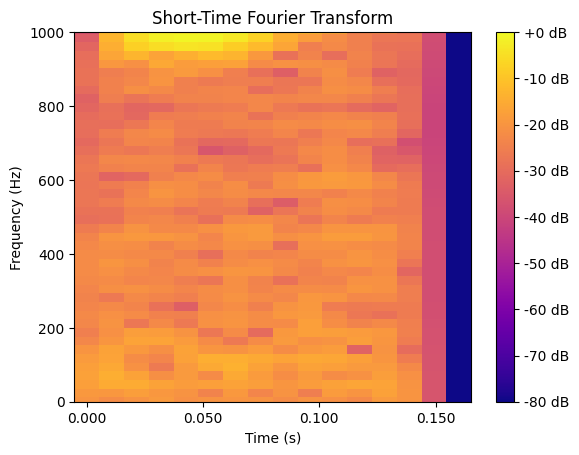 Short-Time Fourier Transform
1000
800
600
400
200
0
Frequency (Hz)
0.000
0.050
0.100
0.150
Time (s)
+0 dB
-10 dB
-20 dB
-30 dB
-40 dB
-50 dB
-60 dB
-70 dB
-80 dB